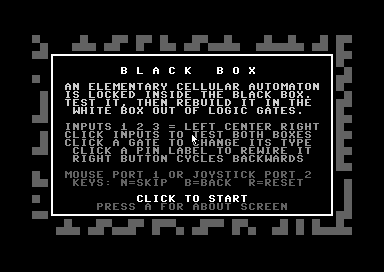 BLACK BOX
AN ELEMENTARY CELLULAR AUTOMATON
IS LOCKED INSIDE THE BLACK BOX.
TEST IT, THEN REBUILD IT IN THE
WHITE BOX OUT OF LOGIC GATES.
INPUTS 1 2 3 = LEFT CENTER RIGHT
CLICK INPUTS TO TEST BOTH BOXES
CLICK A GATE TO CHANGE ITS TYPE
CLICK A PIN LABEL TO REWIRE IT
RIGHT BUTTON CYCLES BACKWARDS
MOUSE PORT 1 OR JOYSTICK PORT 2
KEYS: N=SKIP B=BACK R=RESET
CLICK TO START
PRESS A FOR ABOUT SCREEN